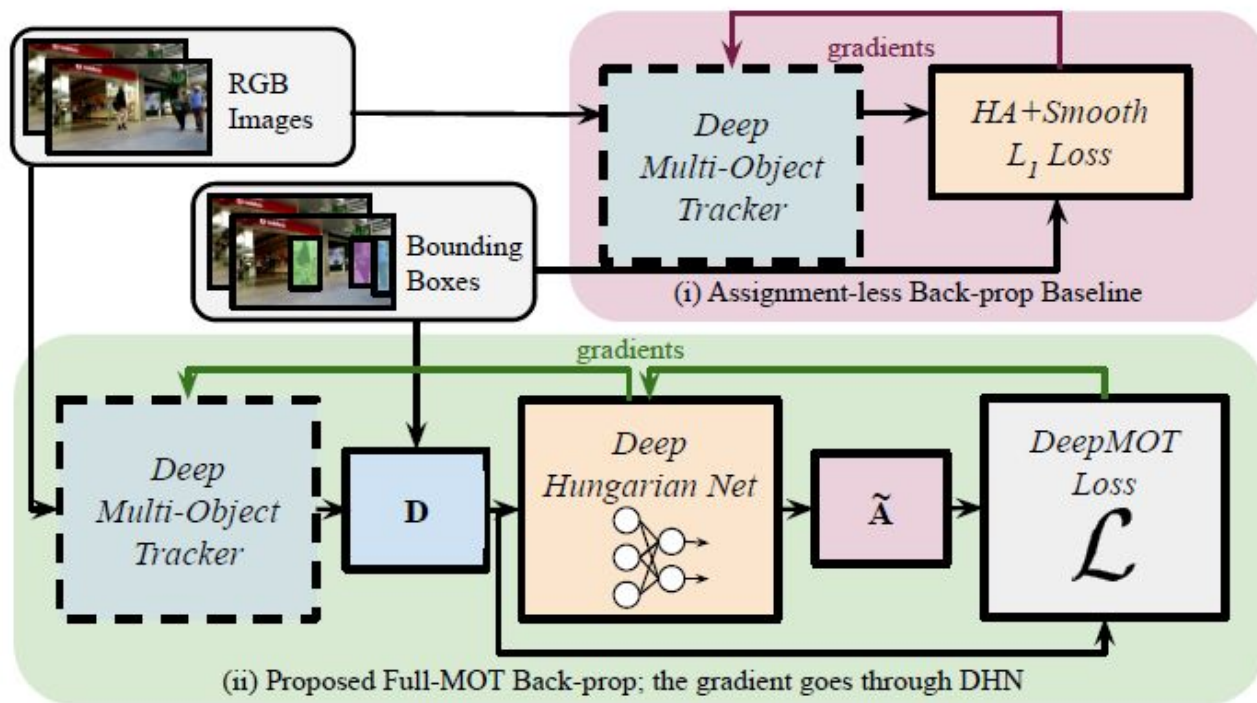 RGB
Images
gradients
Deep
Multi-Object
Tracker
HA+Smooth
L₁ Loss
Bounding
Boxes
(i) Assignment-less Back-prop Baseline
gradients
Deep
Multi-Object
Tracker
D
Deep
Hungarian Net
Ã
DeepMOT
Loss
ℒ
(ii) Proposed Full-MOT Back-prop; the gradient goes through DHN